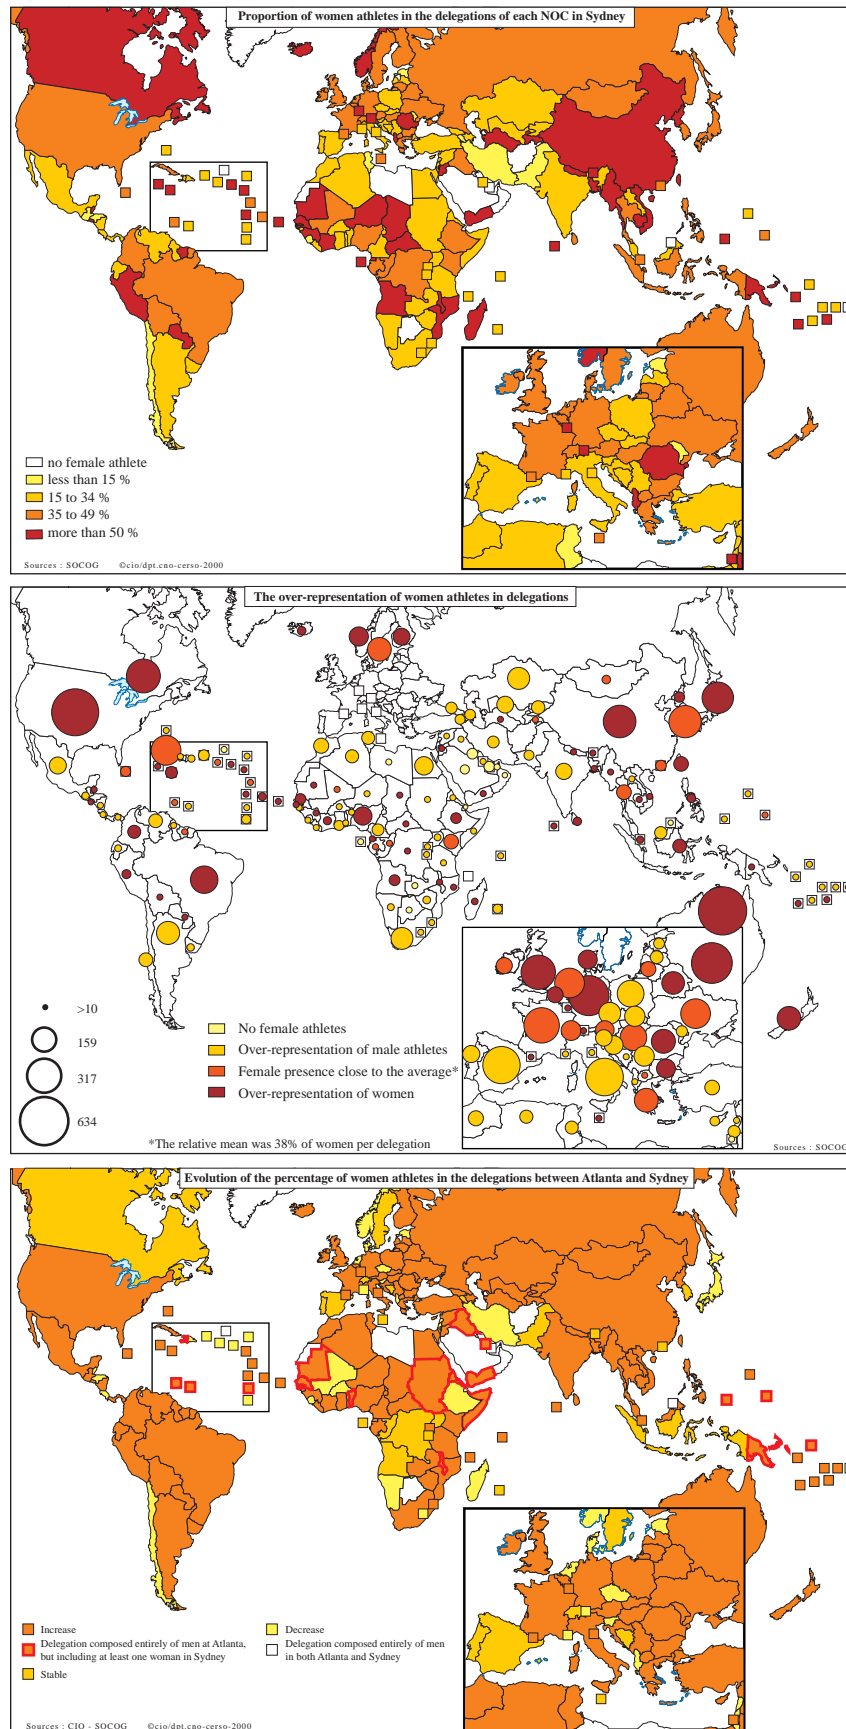 Proportion of women athletes in the delegations of each NOC in Sydney
no female athlete
less than 15 %
15 to 34 %
35 to 49 %
more than 50 %
Sources : SOCOG ©cio/dpt.cno-cerso-2000
The over-representation of women athletes in delegations
>10
159
317
634
No female athletes
Over-representation of male athletes
Female presence close to the average*
Over-representation of women
*The relative mean was 38% of women per delegation
Sources : SOCOG
Evolution of the percentage of women athletes in the delegations between Atlanta and Sydney
Increase
Delegation composed entirely of men at Atlanta,
but including at least one woman in Sydney
Stable
Decrease
Delegation composed entirely of men
in both Atlanta and Sydney
Sources : CIO - SOCOG ©cio/dpt.cno-cerso-2000